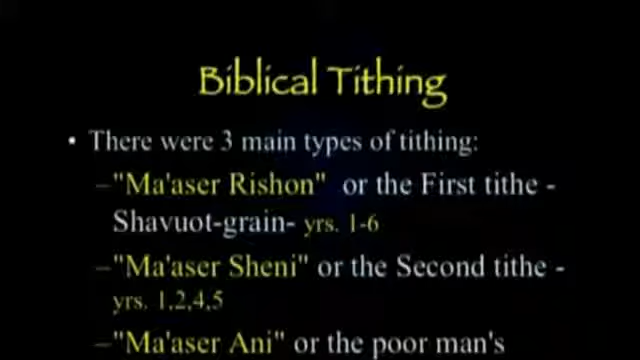 Biblical Tithing
• There were 3 main types of tithing:
–"Ma'aser Rishon" or the First tithe -
Shavuot-grain- yrs. 1-6
–"Ma'aser Sheni" or the Second tithe -
yrs. 1,2,4,5
–"Ma'aser Ani" or the poor man's